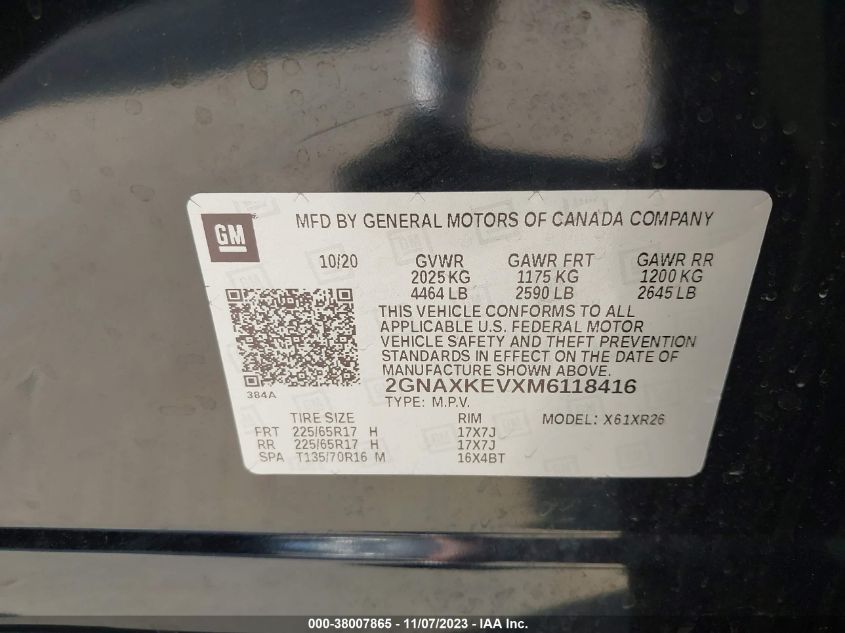 GM
MFD BY GENERAL MOTORS OF CANADA COMPANY
10/20 GVWR GAWR FRT GAWR RR
2025 KG 1175 KG 1200 KG
4464 LB 2590 LB 2645 LB
THIS VEHICLE CONFORMS TO ALL
APPLICABLE U.S. FEDERAL MOTOR
VEHICLE SAFETY AND THEFT PREVENTION
STANDARDS IN EFFECT ON THE DATE OF
MANUFACTURE SHOWN ABOVE.
384A
2GNAXKEVXM6118416
TYPE: M.P.V.
TIRE SIZE RIM MODEL: X61XR26
FRT 225/65R17 H 17X7J
RR 225/65R17 H 17X7J
SPA T135/70R16 M 16X4BT
000-38007865 - 11/07/2023 - IAA Inc.